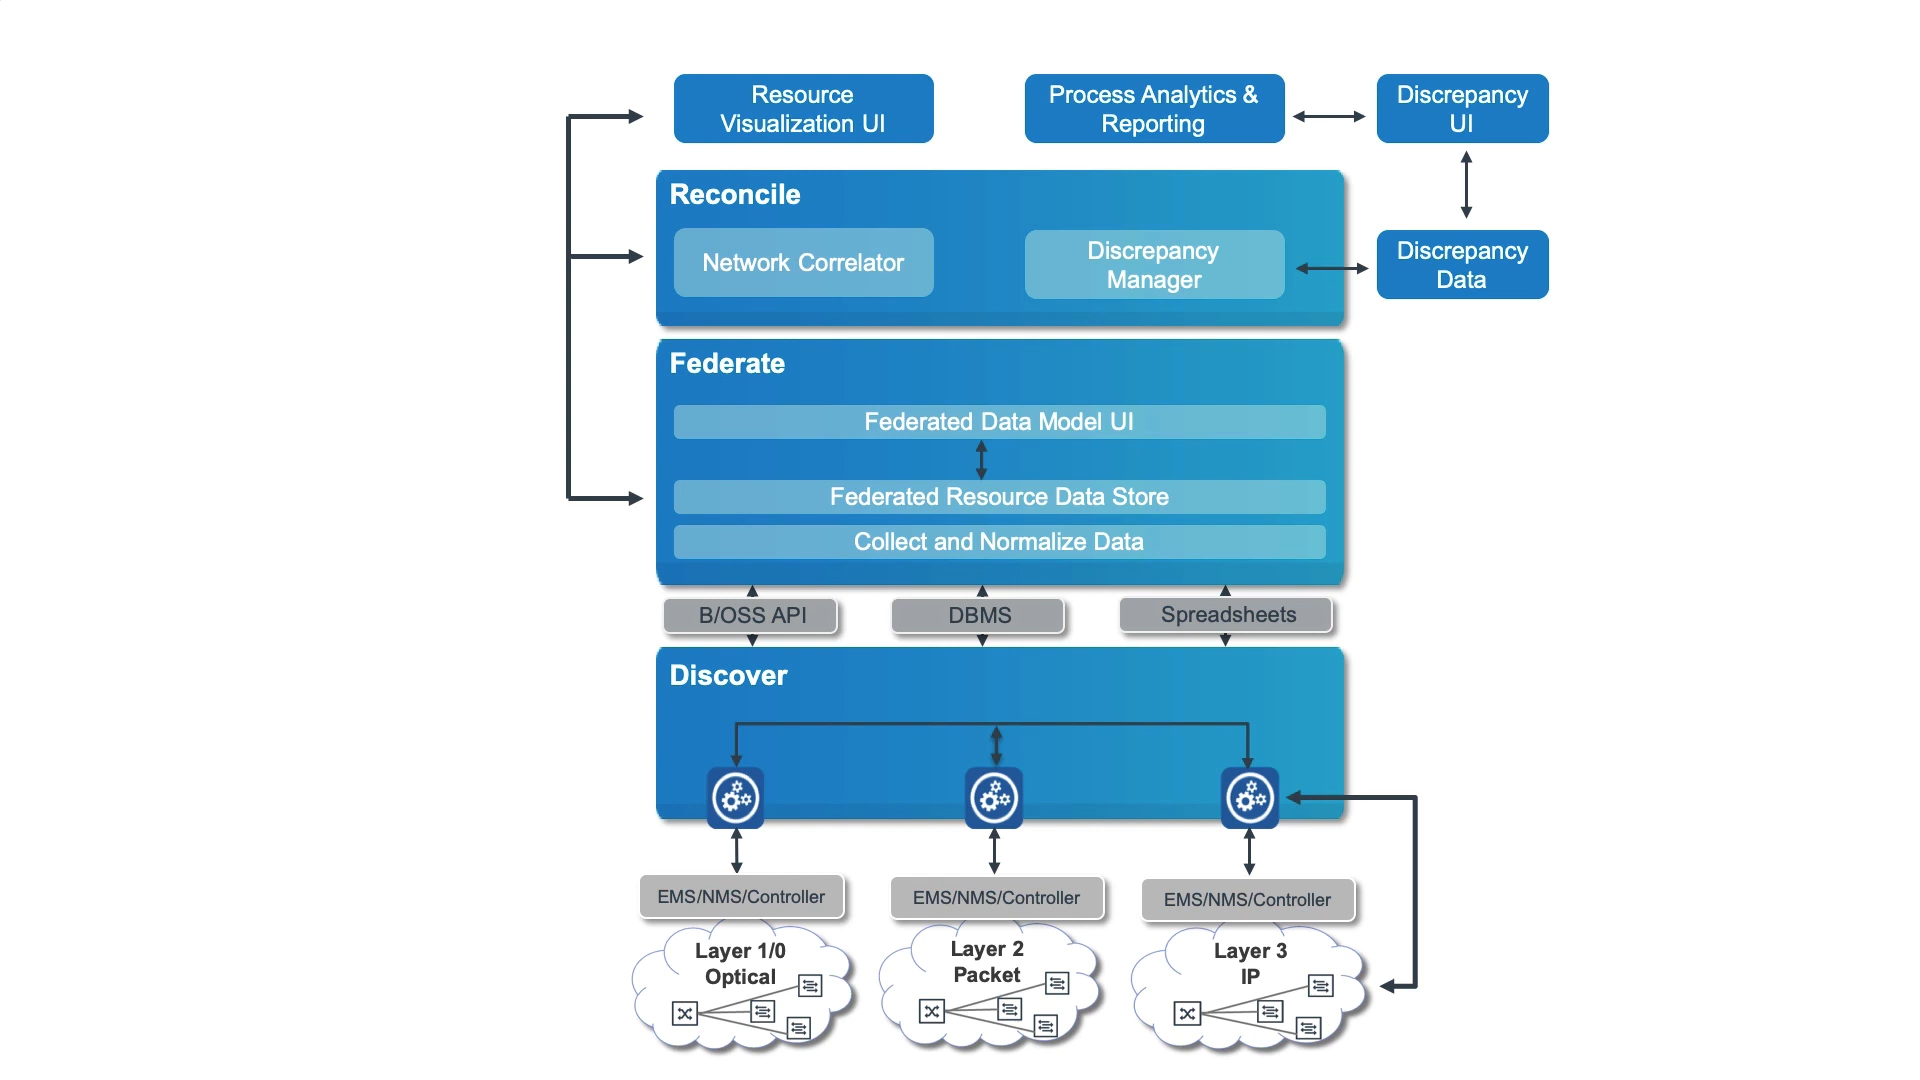 Resource
Visualization UI
Process Analytics &
Reporting
Discrepancy
UI
Reconcile
Network Correlator
Discrepancy
Manager
Discrepancy
Data
Federate
Federated Data Model UI
Federated Resource Data Store
Collect and Normalize Data
B/OSS API
DBMS
Spreadsheets
Discover
EMS/NMS/Controller
EMS/NMS/Controller
EMS/NMS/Controller
Layer 1/0
Optical
Layer 2
Packet
Layer 3
IP